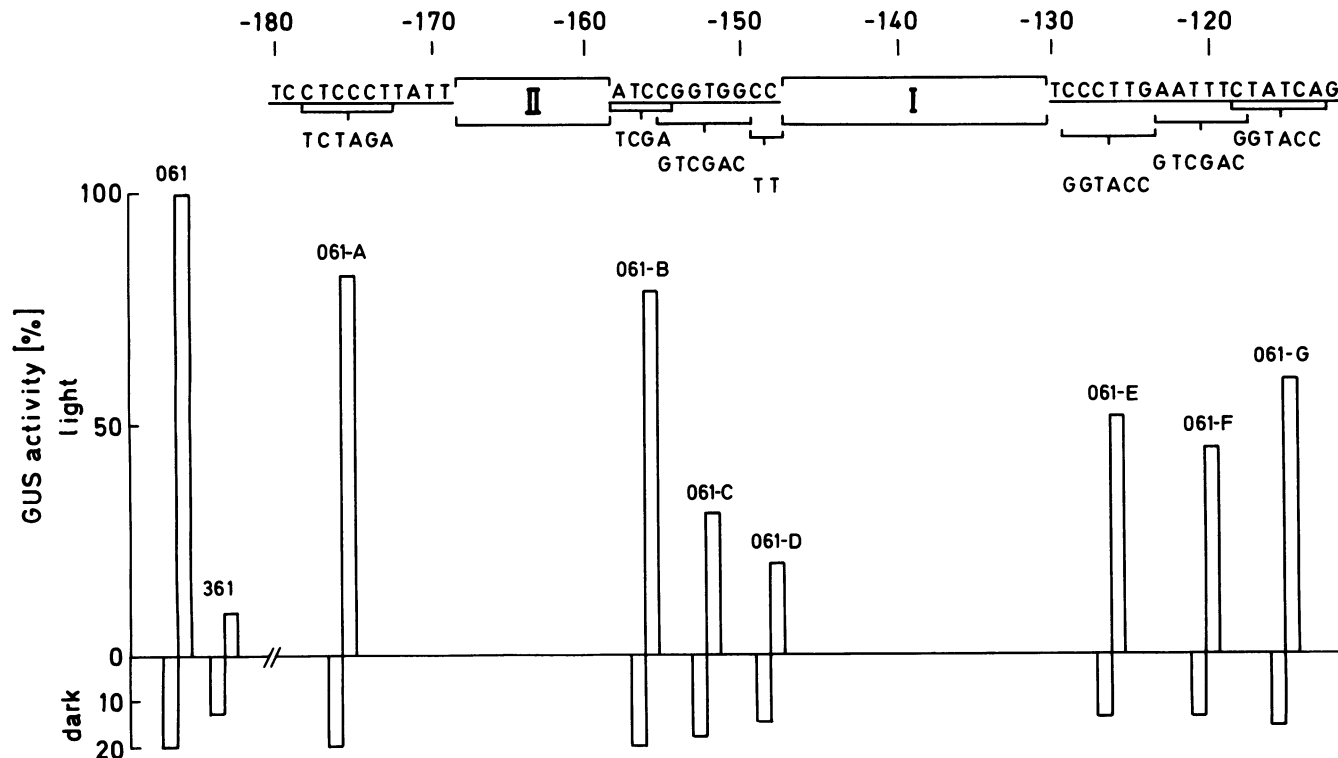 -180 -170 -160 -150 -140 -130 -120
TCCTCCCTTATT II ATCCGGTGGCC I TCCCTTGAATTTCTATCAG
TCTAGA TCGA GGTACC
GTCGAC GTCGAC
TT GGTACC
061
100
061-A
061-B
061-G
061-E
50
061-F
061-C
061-D
361
0
10
20
GUS activity [%]
light
dark